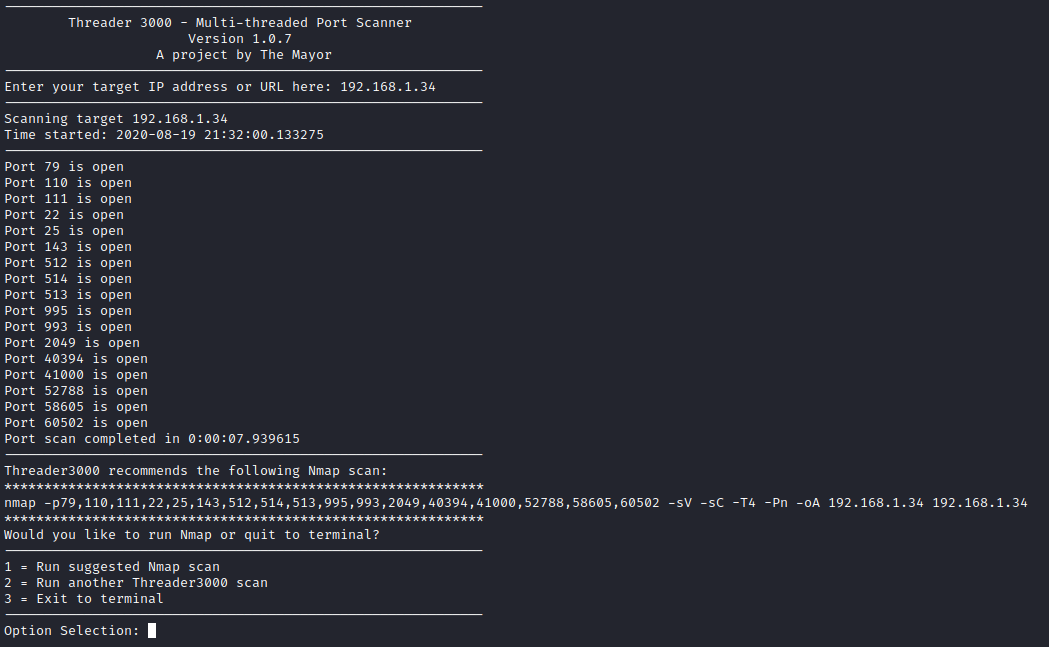 Threader 3000 - Multi-threaded Port Scanner
Version 1.0.7
A project by The Mayor
Enter your target IP address or URL here: 192.168.1.34
Scanning target 192.168.1.34
Time started: 2020-08-19 21:32:00.133275
Port 79 is open
Port 110 is open
Port 111 is open
Port 22 is open
Port 25 is open
Port 143 is open
Port 512 is open
Port 514 is open
Port 513 is open
Port 995 is open
Port 993 is open
Port 2049 is open
Port 40394 is open
Port 41000 is open
Port 52788 is open
Port 58605 is open
Port 60502 is open
Port scan completed in 0:00:07.939615
Threader3000 recommends the following Nmap scan:
************************************************************
nmap -p79,110,111,22,25,143,512,514,513,995,993,2049,40394,41000,52788,58605,60502 -sV -sC -T4 -Pn -oA 192.168.1.34 192.168.1.34
************************************************************
Would you like to run Nmap or quit to terminal?
1 = Run suggested Nmap scan
2 = Run another Threader3000 scan
3 = Exit to terminal
Option Selection: